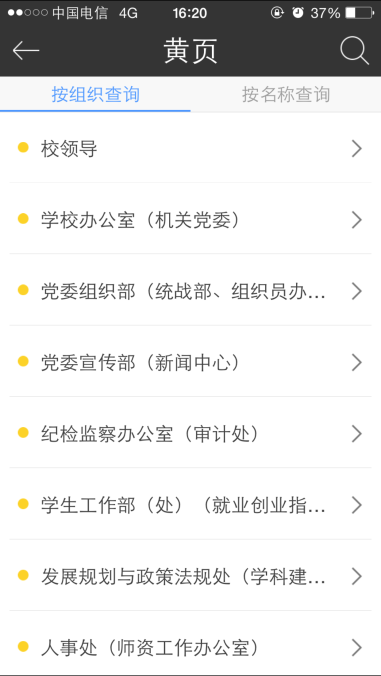 中国电信 4G 16:20 37%
黄页
按组织查询 按名称查询
校领导
学校办公室（机关党委）
党委组织部（统战部、组织员办...
党委宣传部（新闻中心）
纪检监察办公室（审计处）
学生工作部（处）（就业创业指...
发展规划与政策法规处（学科建...
人事处（师资工作办公室）